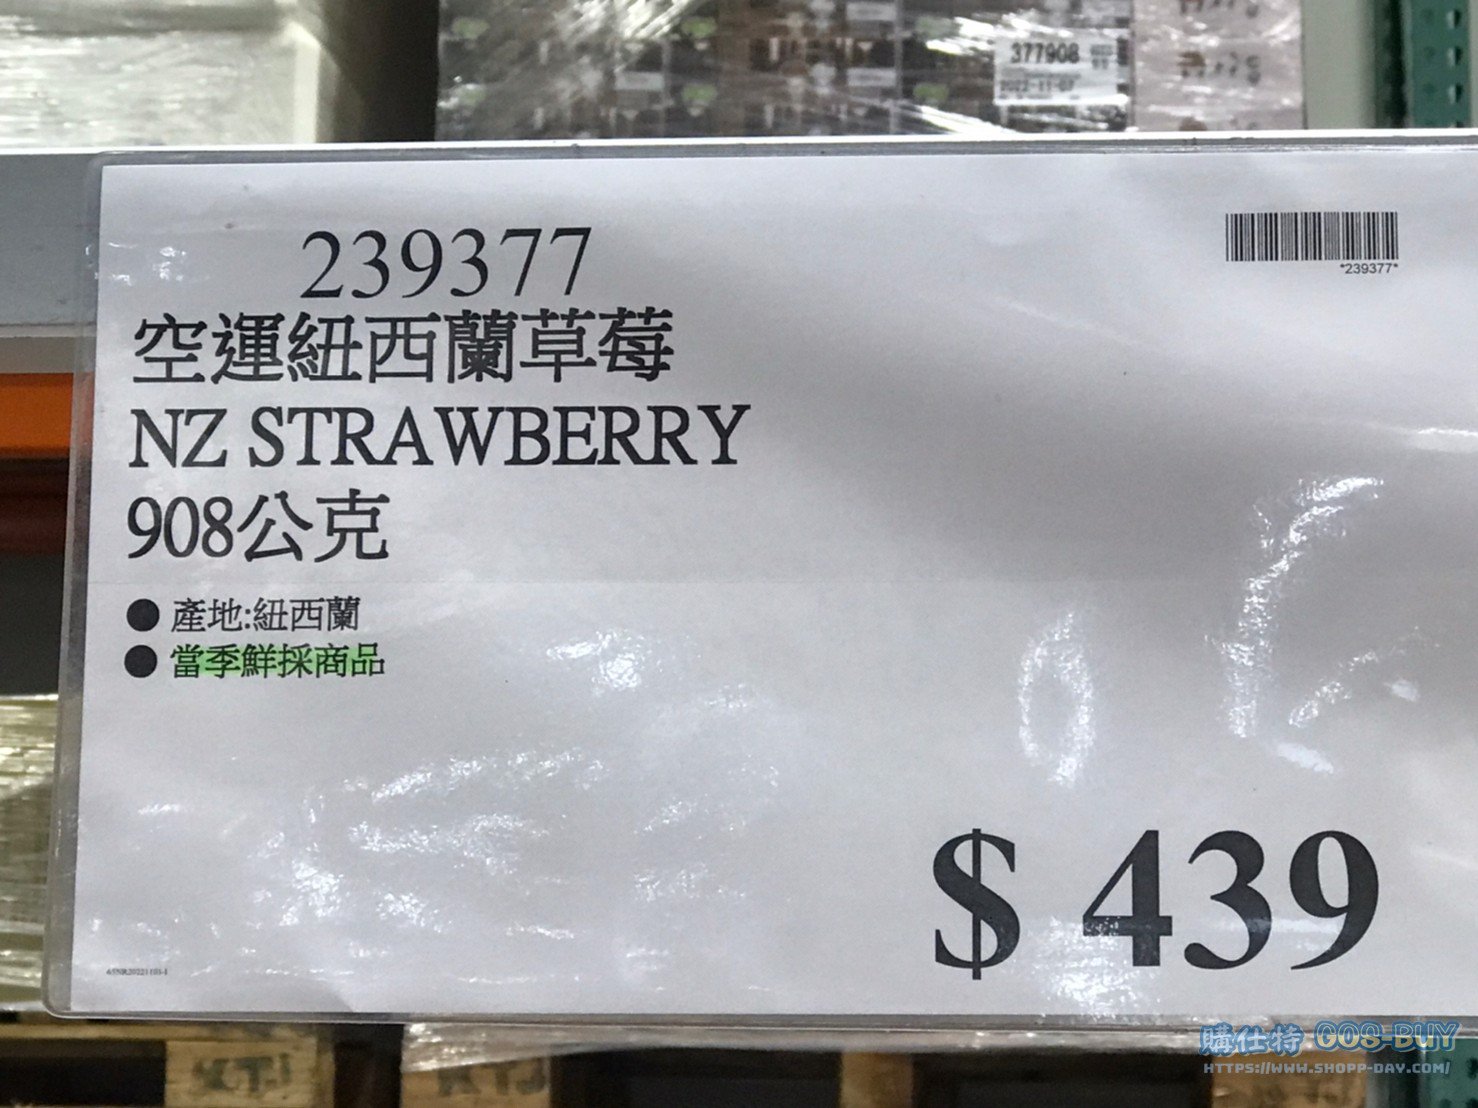 377908
239377
*239377*
空運紐西蘭草莓
NZ STRAWBERRY
908公克
● 產地:紐西蘭
● 當季鮮採商品
$ 439
購仕特 COS-BUY
HTTPS://WWW.SHOPP-DAY.COM/